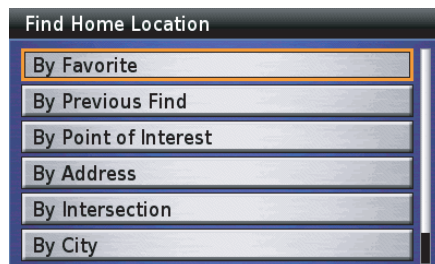 Find Home Location
By Favorite
By Previous Find
By Point of Interest
By Address
By Intersection
By City